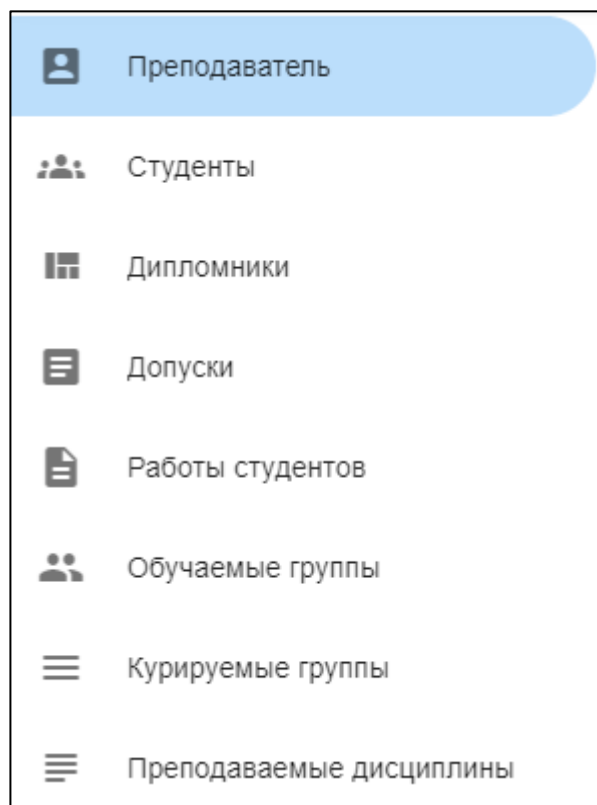 Преподаватель
Студенты
Дипломники
Допуски
Работы студентов
Обучаемые группы
Курируемые группы
Преподаваемые дисциплины